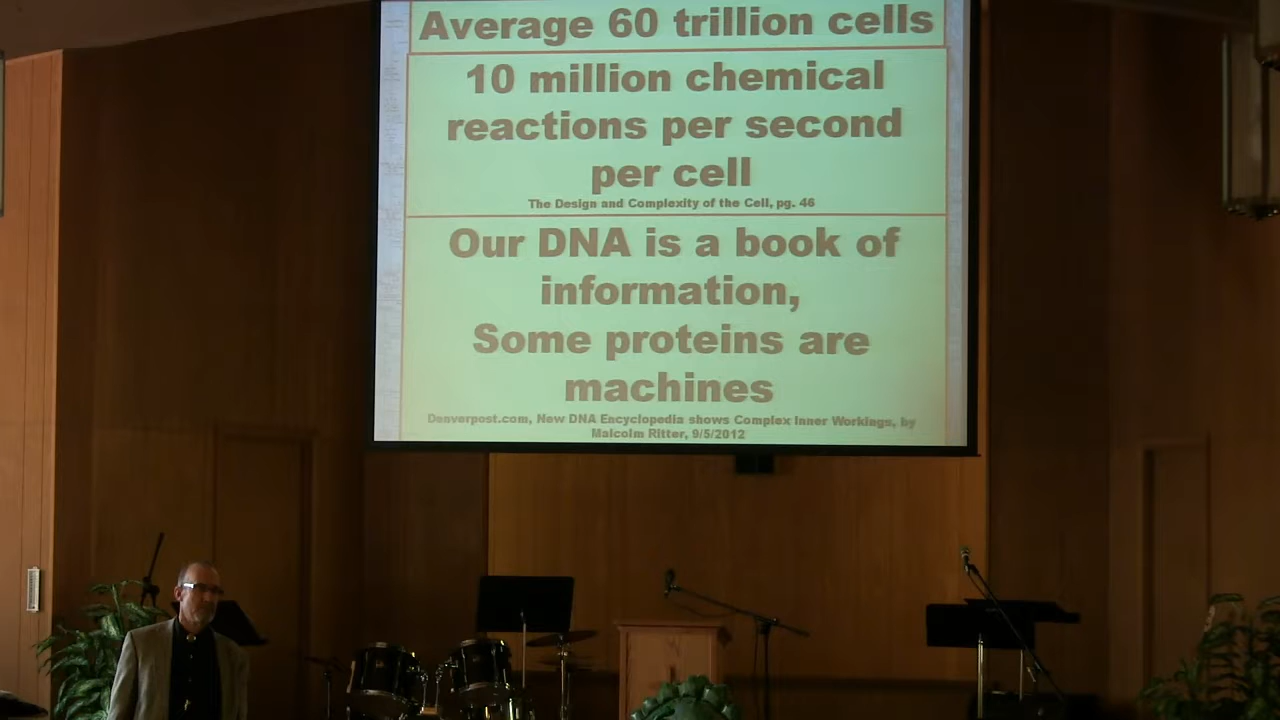 Average 60 trillion cells
10 million chemical
reactions per second
per cell
The Design and Complexity of the Cell, pg. 46
Our DNA is a book of
information,
Some proteins are
machines
Denverpost.com, New DNA Encyclopedia shows Complex Inner Workings, by
Malcolm Ritter, 9/5/2012